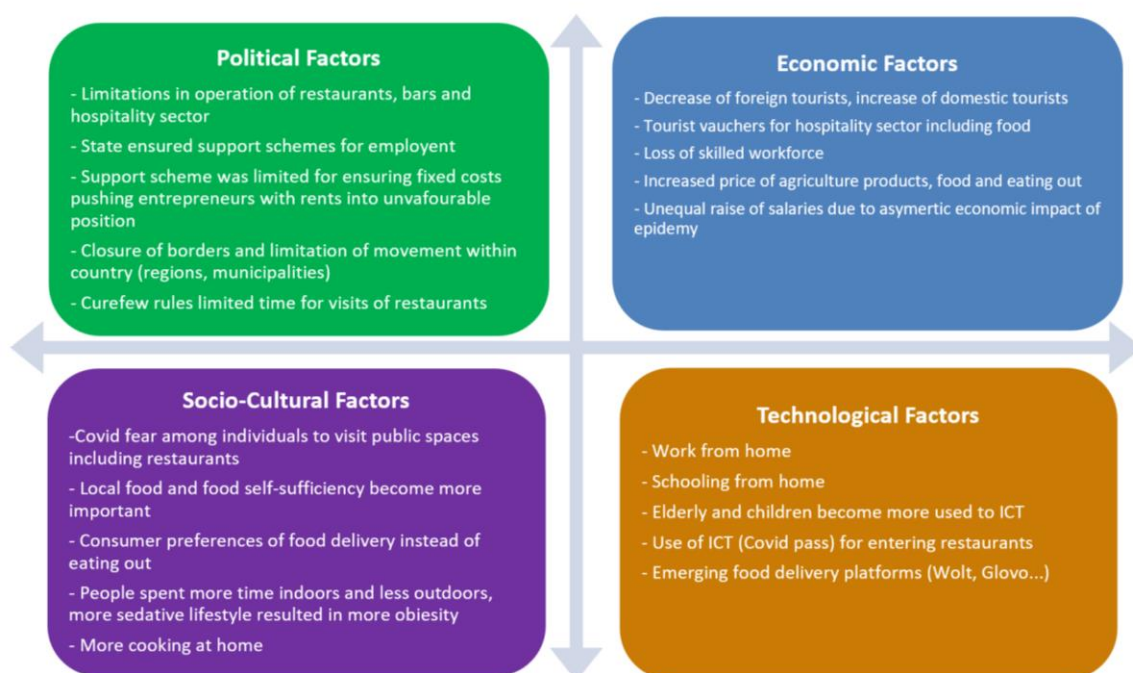 Political Factors
- Limitations in operation of restaurants, bars and
hospitality sector
- State ensured support schemes for employent
- Support scheme was limited for ensuring fixed costs
pushing entrepreneurs with rents into unvafourable
position
- Closure of borders and limitation of movement within
country (regions, municipalities)
- Curefew rules limited time for visits of restaurants
Economic Factors
- Decrease of foreign tourists, increase of domestic tourists
- Tourist vauchers for hospitality sector including food
- Loss of skilled workforce
- Increased price of agriculture products, food and eating out
- Unequal raise of salaries due to asymertic economic impact of
epidemy
Socio-Cultural Factors
-Covid fear among individuals to visit public spaces
including restaurants
- Local food and food self-sufficiency become more
important
- Consumer preferences of food delivery instead of
eating out
- People spent more time indoors and less outdoors,
more sedative lifestyle resulted in more obiesity
- More cooking at home
Technological Factors
- Work from home
- Schooling from home
- Elderly and children become more used to ICT
- Use of ICT (Covid pass) for entering restaurants
- Emerging food delivery platforms (Wolt, Glovo...)